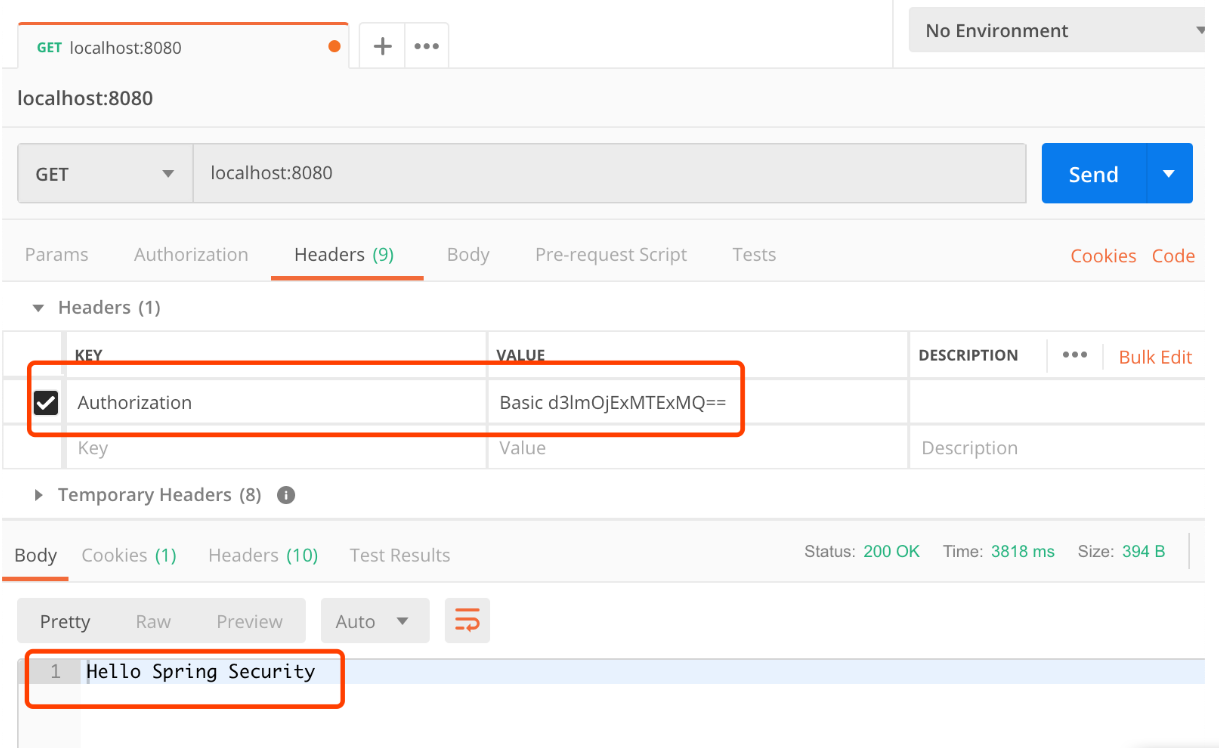 GET localhost:8080
No Environment
localhost:8080
GET localhost:8080 Send
Params Authorization Headers (9) Body Pre-request Script Tests Cookies Code
Headers (1)
KEY VALUE DESCRIPTION Bulk Edit
Authorization Basic d3lmOjExMTExMQ==
Key Value Description
Temporary Headers (8)
Body Cookies (1) Headers (10) Test Results Status: 200 OK Time: 3818 ms Size: 394 B
Pretty Raw Preview Auto
1 Hello Spring Security